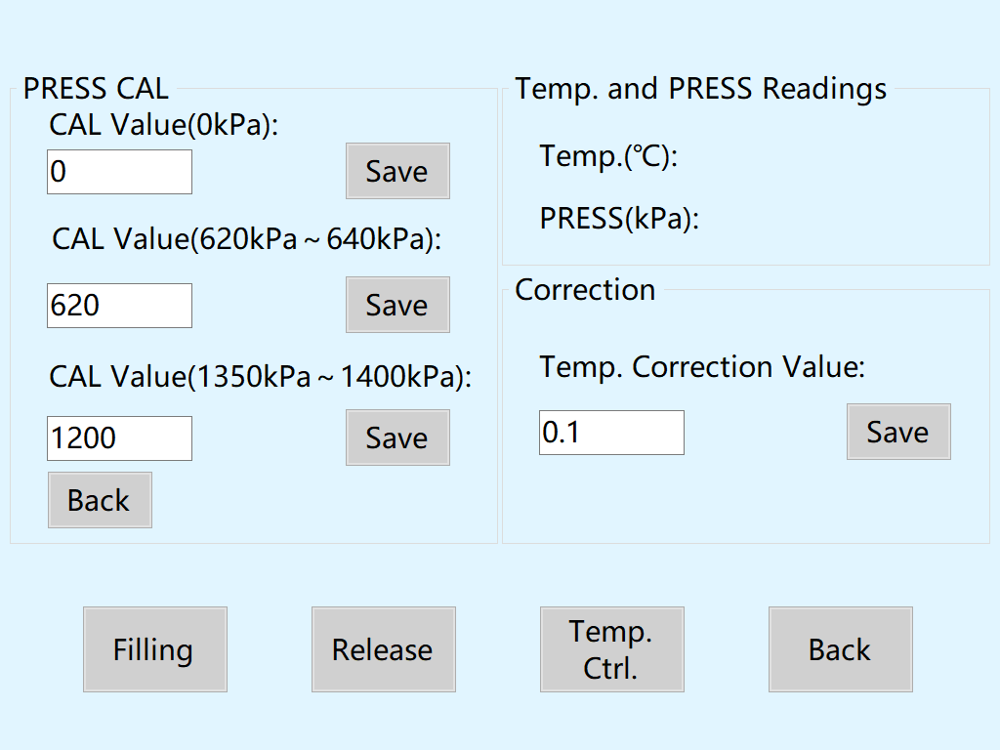 PRESS CAL
CAL Value(0kPa):
0
Save
CAL Value(620kPa～640kPa):
620
Save
CAL Value(1350kPa～1400kPa):
1200
Save
Back
Temp. and PRESS Readings
Temp.(℃):
PRESS(kPa):
Correction
Temp. Correction Value:
0.1
Save
Filling
Release
Temp.
Ctrl.
Back